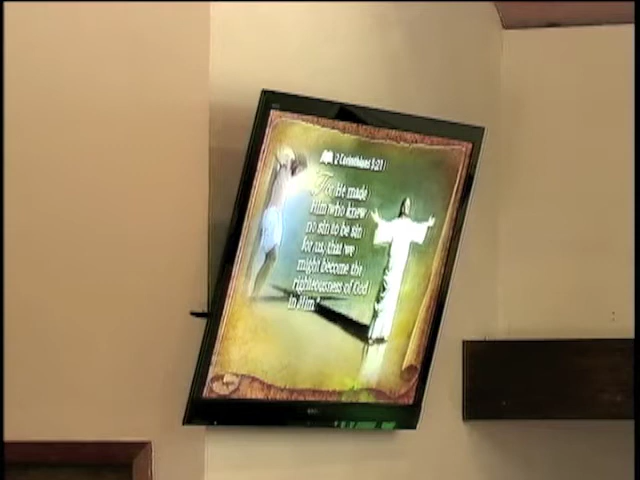 2 Corinthians 5:21
"For He made
Him who knew
no sin to be sin
for us, that we
might become the
righteousness of God
in Him."